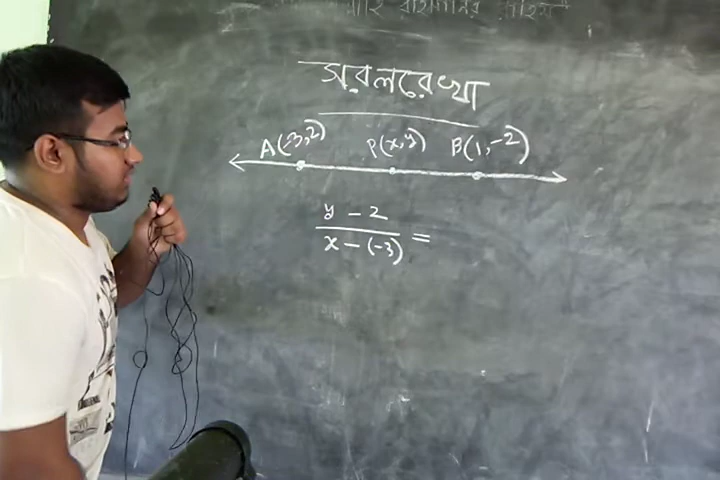 সরলরেখা
A(-3,2) P(x,y) B(1,-2)
y - 2
x - (-3) =